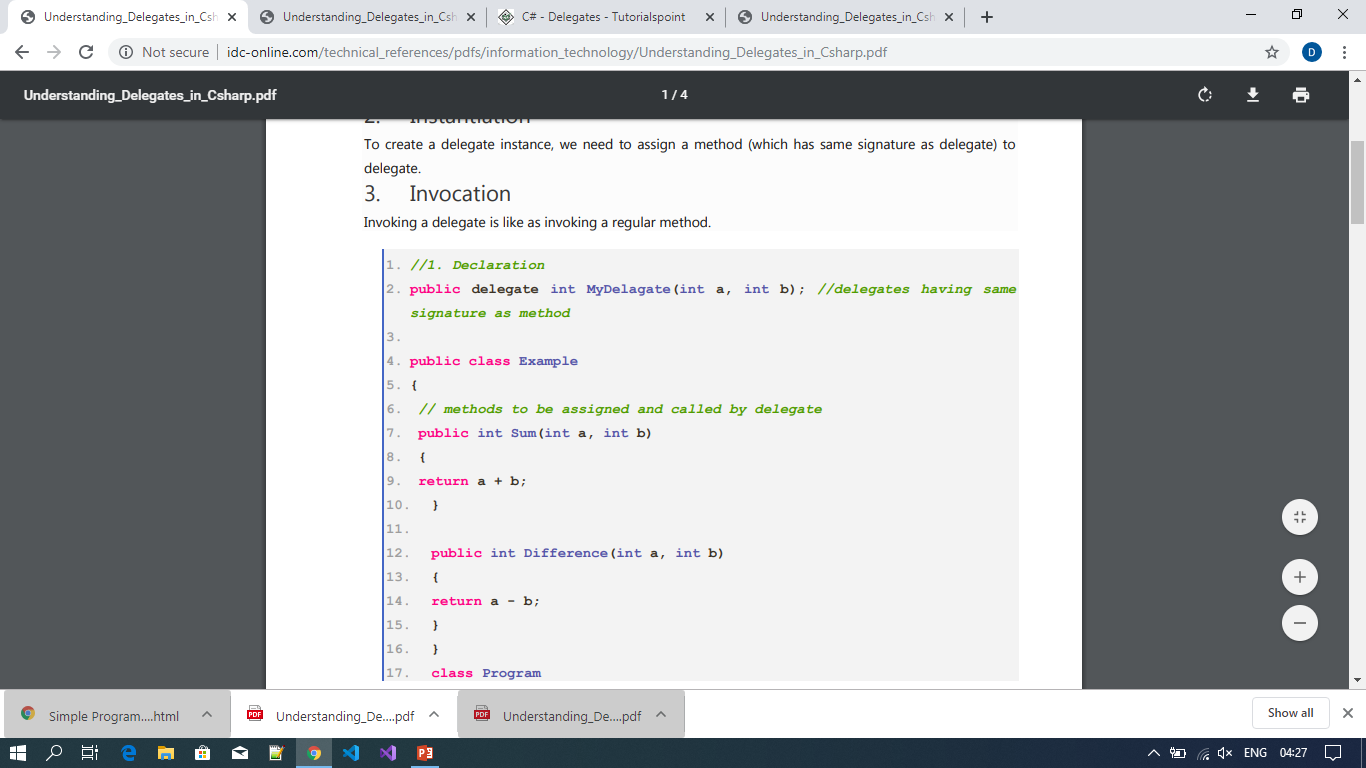 Understanding_Delegates_in_Csh
Understanding_Delegates_in_Csh
C# - Delegates - Tutorialspoint
Understanding_Delegates_in_Csh
Not secure | idc-online.com/technical_references/pdfs/information_technology/Understanding_Delegates_in_Csharp.pdf
D
Understanding_Delegates_in_Csharp.pdf
1 / 4
2. Instantiation
To create a delegate instance, we need to assign a method (which has same signature as delegate) to
delegate.
3. Invocation
Invoking a delegate is like as invoking a regular method.
1. //1. Declaration
2. public delegate int MyDelagate(int a, int b); //delegates having same
signature as method
3.
4. public class Example
5. {
6. // methods to be assigned and called by delegate
7. public int Sum(int a, int b)
8. {
9. return a + b;
10. }
11.
12. public int Difference(int a, int b)
13. {
14. return a - b;
15. }
16. }
17. class Program
Simple Program....html
PDF
Understanding_De....pdf
PDF
Understanding_De....pdf
Show all
ENG
04:27